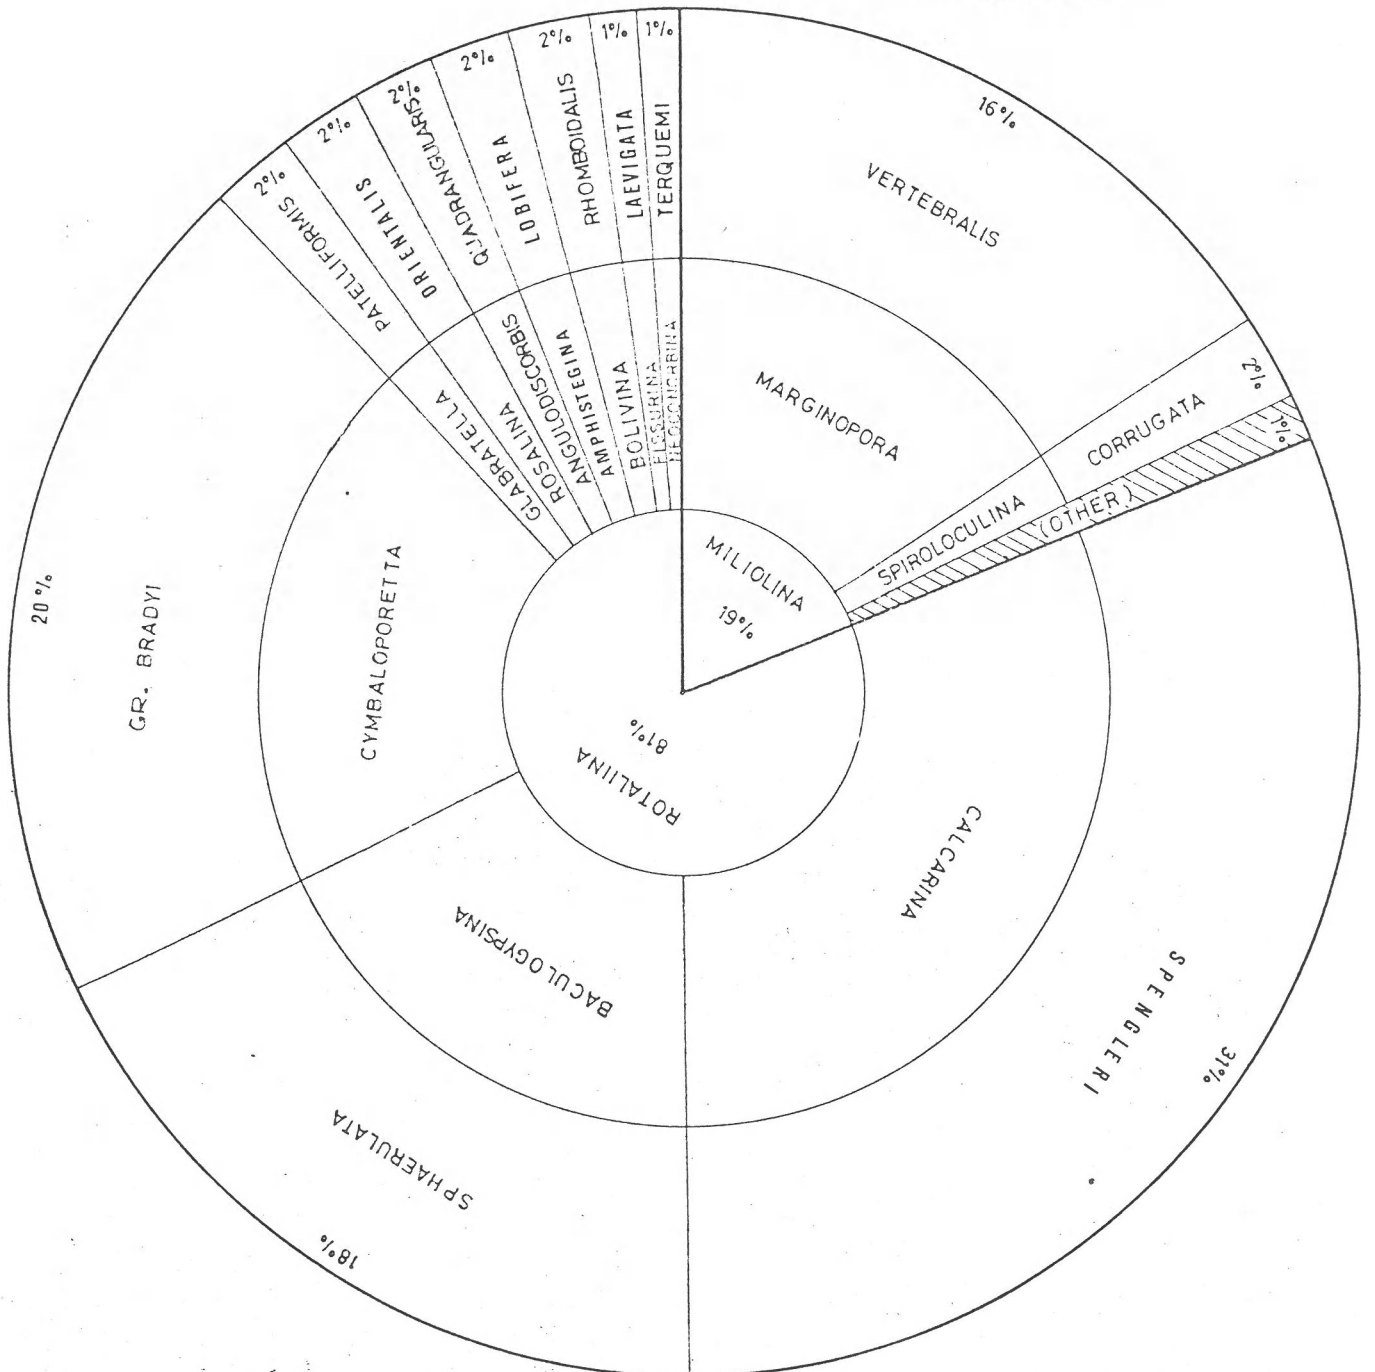 16%
VERTEBRALIS
MARGINOPORA
2%
CORRUGATA
SPIROLOCULINA
1%
(OTHER)
MILIOLINA
19%
31%
SPENGLERI
CALCARINA
18%
SPHAERULATA
BACULOGYPSINA
ROTALIINA
81%
20%
GR. BRADYI
CYMBALOPORETTA
2%
PATELLIFORMIS
GLABRATELLA
2%
ORIENTALIS
ROSALINA
2%
QUADRANGULARIS
ANGULODISCORBIS
2%
LOBIFERA
AMPHISTEGINA
2%
RHOMBOIDALIS
BOLIVINA
1%
LAEVIGATA
FISSURINA
1%
TERQUEMI
NEOCONORBINA